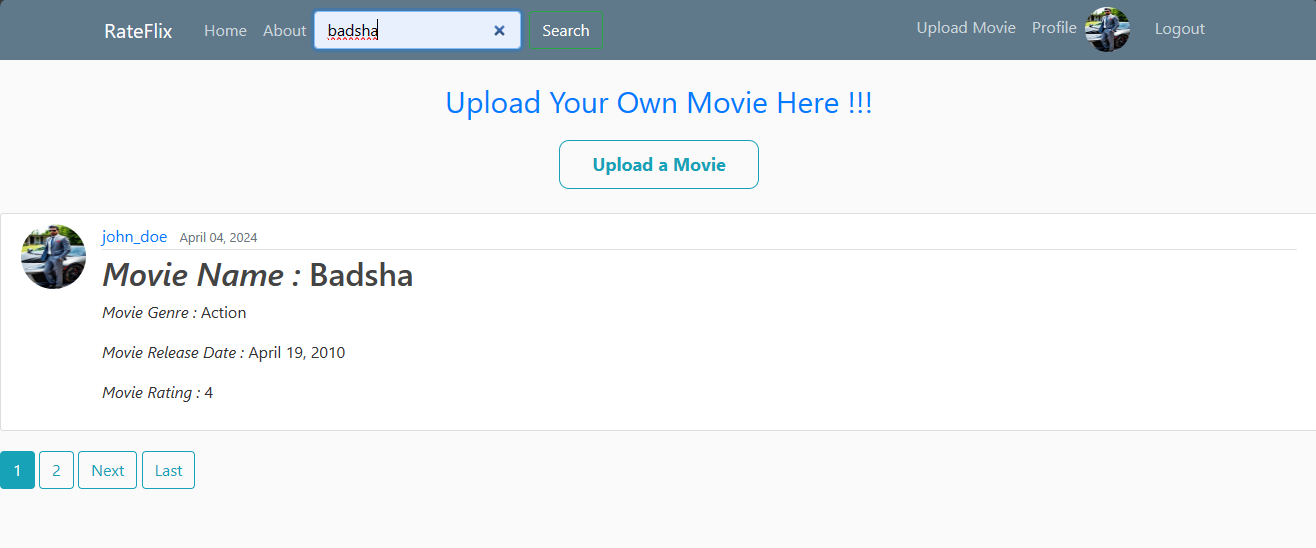 RateFlix Home About badsha Search Upload Movie Profile Logout
Upload Your Own Movie Here !!!
Upload a Movie
john_doe April 04, 2024
Movie Name : Badsha
Movie Genre : Action
Movie Release Date : April 19, 2010
Movie Rating : 4
1 2 Next Last